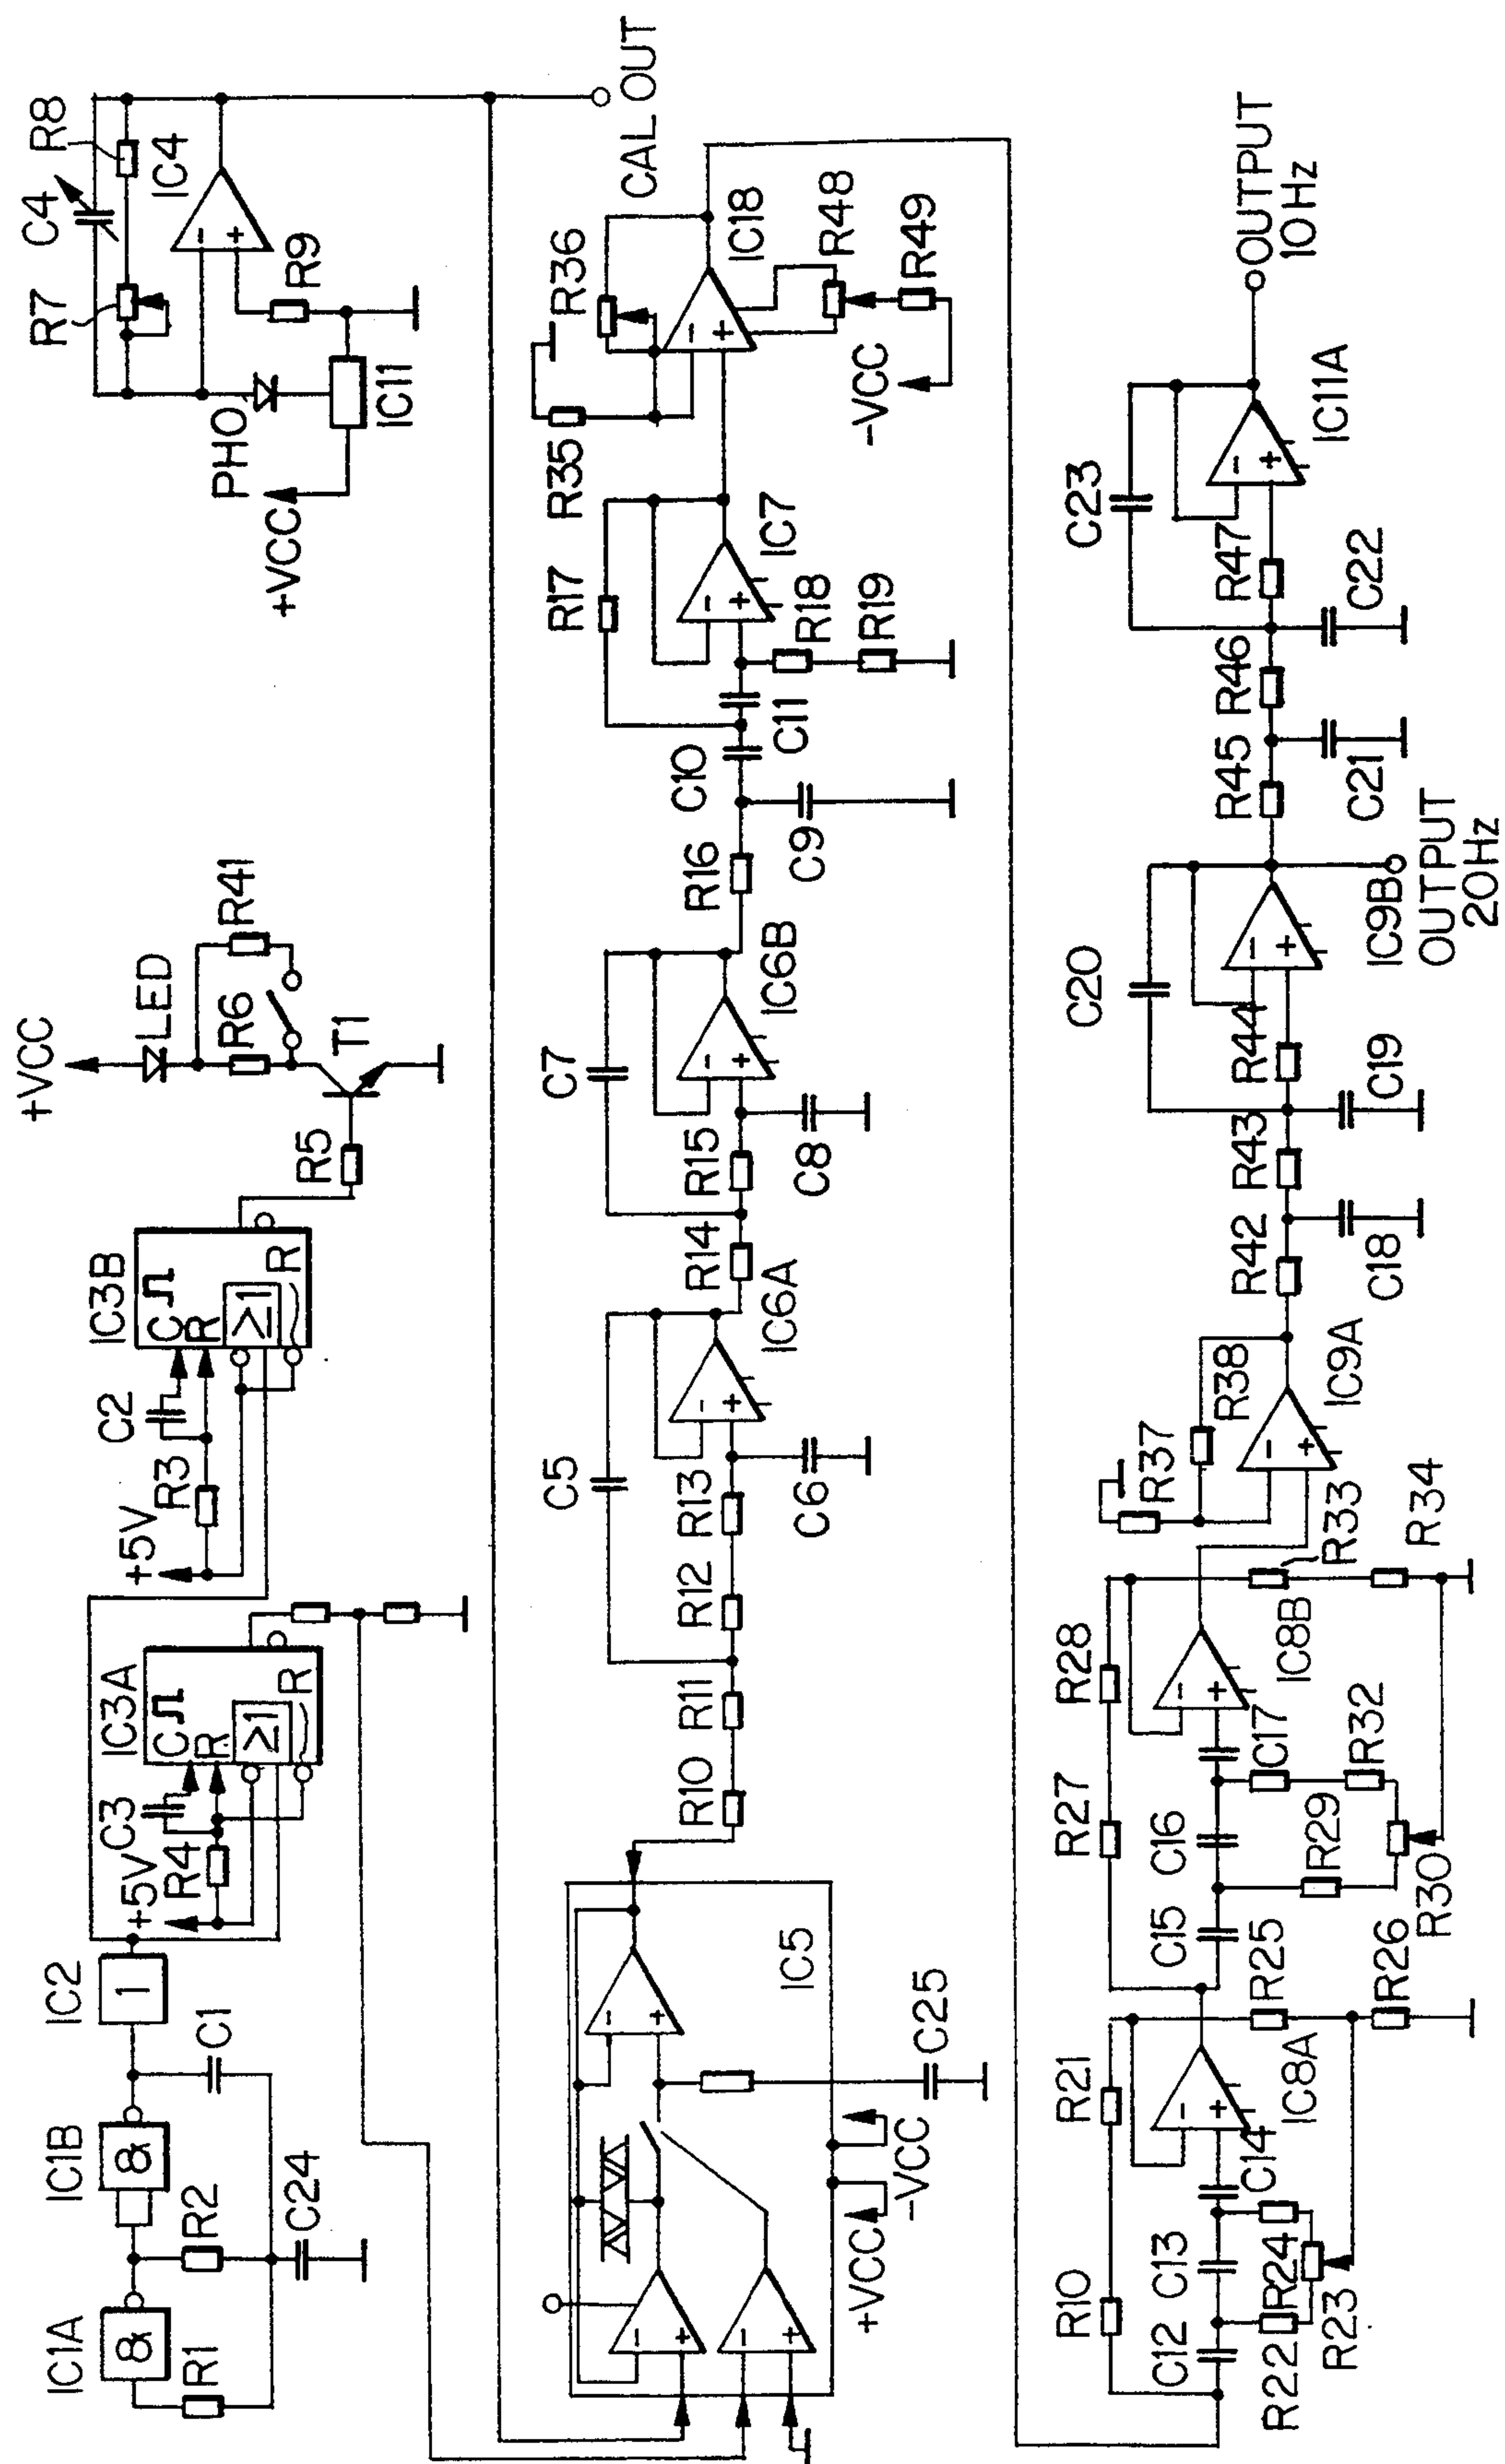 IC1A
&
R1
IC1B
&
R2
C24
IC2
1
C1
+5V
R4
C3
IC3A
C
R
≥1
R
+5V
R3
C2
IC3B
C
R
≥1
R
R5
+VCC
LED
R6
R41
T1
+VCC
PHO
R7
C4
R8
IC4
-
+
R9
IC11
CAL OUT
-
+
-
+
-
+
IC5
+VCC
-VCC
C25
R10
R11
R12
R13
C5
C6
-
+
IC6A
R14
R15
C7
C8
-
+
IC6B
R16
C9
C10
C11
R17
-
+
IC7
R18
R19
R35
R36
-
+
IC18
R48
R49
-VCC
R10
R21
C12
C13
C14
R22
R24
R23
-
+
IC8A
R25
R26
R27
R28
C15
C16
C17
R29
R32
R30
-
+
IC8B
R33
R34
R37
R38
-
+
IC9A
R42
R43
R44
C18
C19
C20
-
+
IC9B
OUTPUT
20Hz
R45
R46
R47
C21
C22
C23
-
+
IC11A
OUTPUT
10Hz